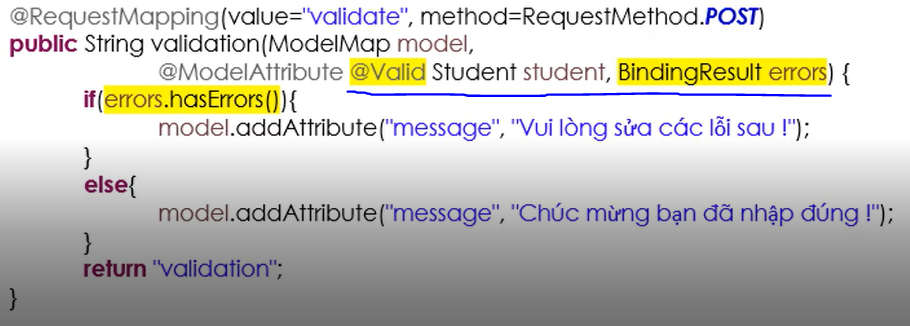 @RequestMapping(value="validate", method=RequestMethod.POST)
public String validation(ModelMap model,
@ModelAttribute @Valid Student student, BindingResult errors) {
if(errors.hasErrors()){
model.addAttribute("message", "Vui lòng sửa các lỗi sau !");
}
else{
model.addAttribute("message", "Chúc mừng bạn đã nhập đúng !");
}
return "validation";
}